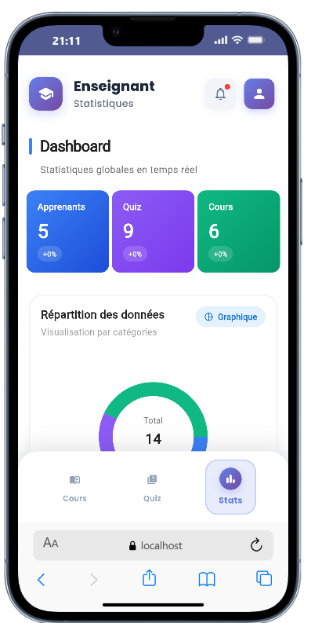 21:11
Enseignant
Statistiques
Dashboard
Statistiques globales en temps réel
Apprenants Quiz Cours
5 9 6
+0% +0% +0%
Répartition des données
Graphique
Visualisation par catégories
Total
14
Cours Quiz Stats
AA localhost